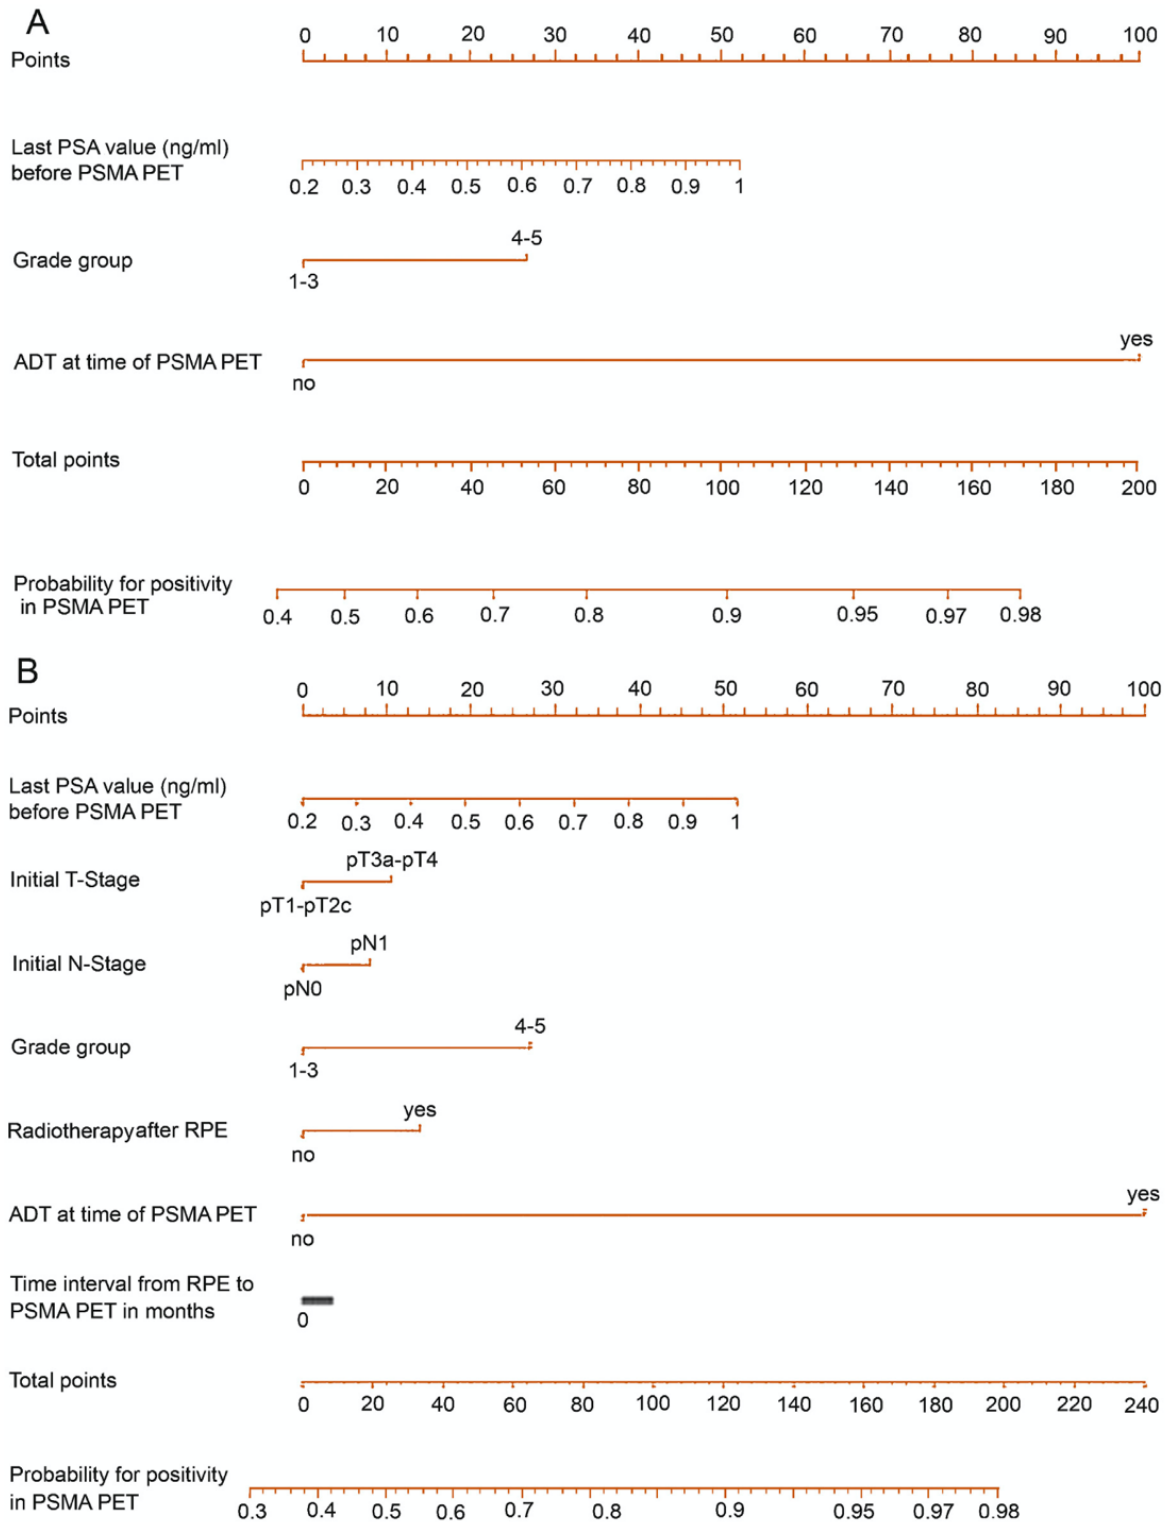 A
0 10 20 30 40 50 60 70 80 90 100
Points
Last PSA value (ng/ml)
before PSMA PET
0.2 0.3 0.4 0.5 0.6 0.7 0.8 0.9 1
4-5
Grade group
1-3
yes
ADT at time of PSMA PET
no
Total points
0 20 40 60 80 100 120 140 160 180 200
Probability for positivity
in PSMA PET
0.4 0.5 0.6 0.7 0.8 0.9 0.95 0.97 0.98
B
0 10 20 30 40 50 60 70 80 90 100
Points
Last PSA value (ng/ml)
before PSMA PET
0.2 0.3 0.4 0.5 0.6 0.7 0.8 0.9 1
pT3a-pT4
Initial T-Stage
pT1-pT2c
pN1
Initial N-Stage
pN0
4-5
Grade group
1-3
yes
Radiotherapy after RPE
no
yes
ADT at time of PSMA PET
no
Time interval from RPE to
PSMA PET in months
0
Total points
0 20 40 60 80 100 120 140 160 180 200 220 240
Probability for positivity
in PSMA PET
0.3 0.4 0.5 0.6 0.7 0.8 0.9 0.95 0.97 0.98